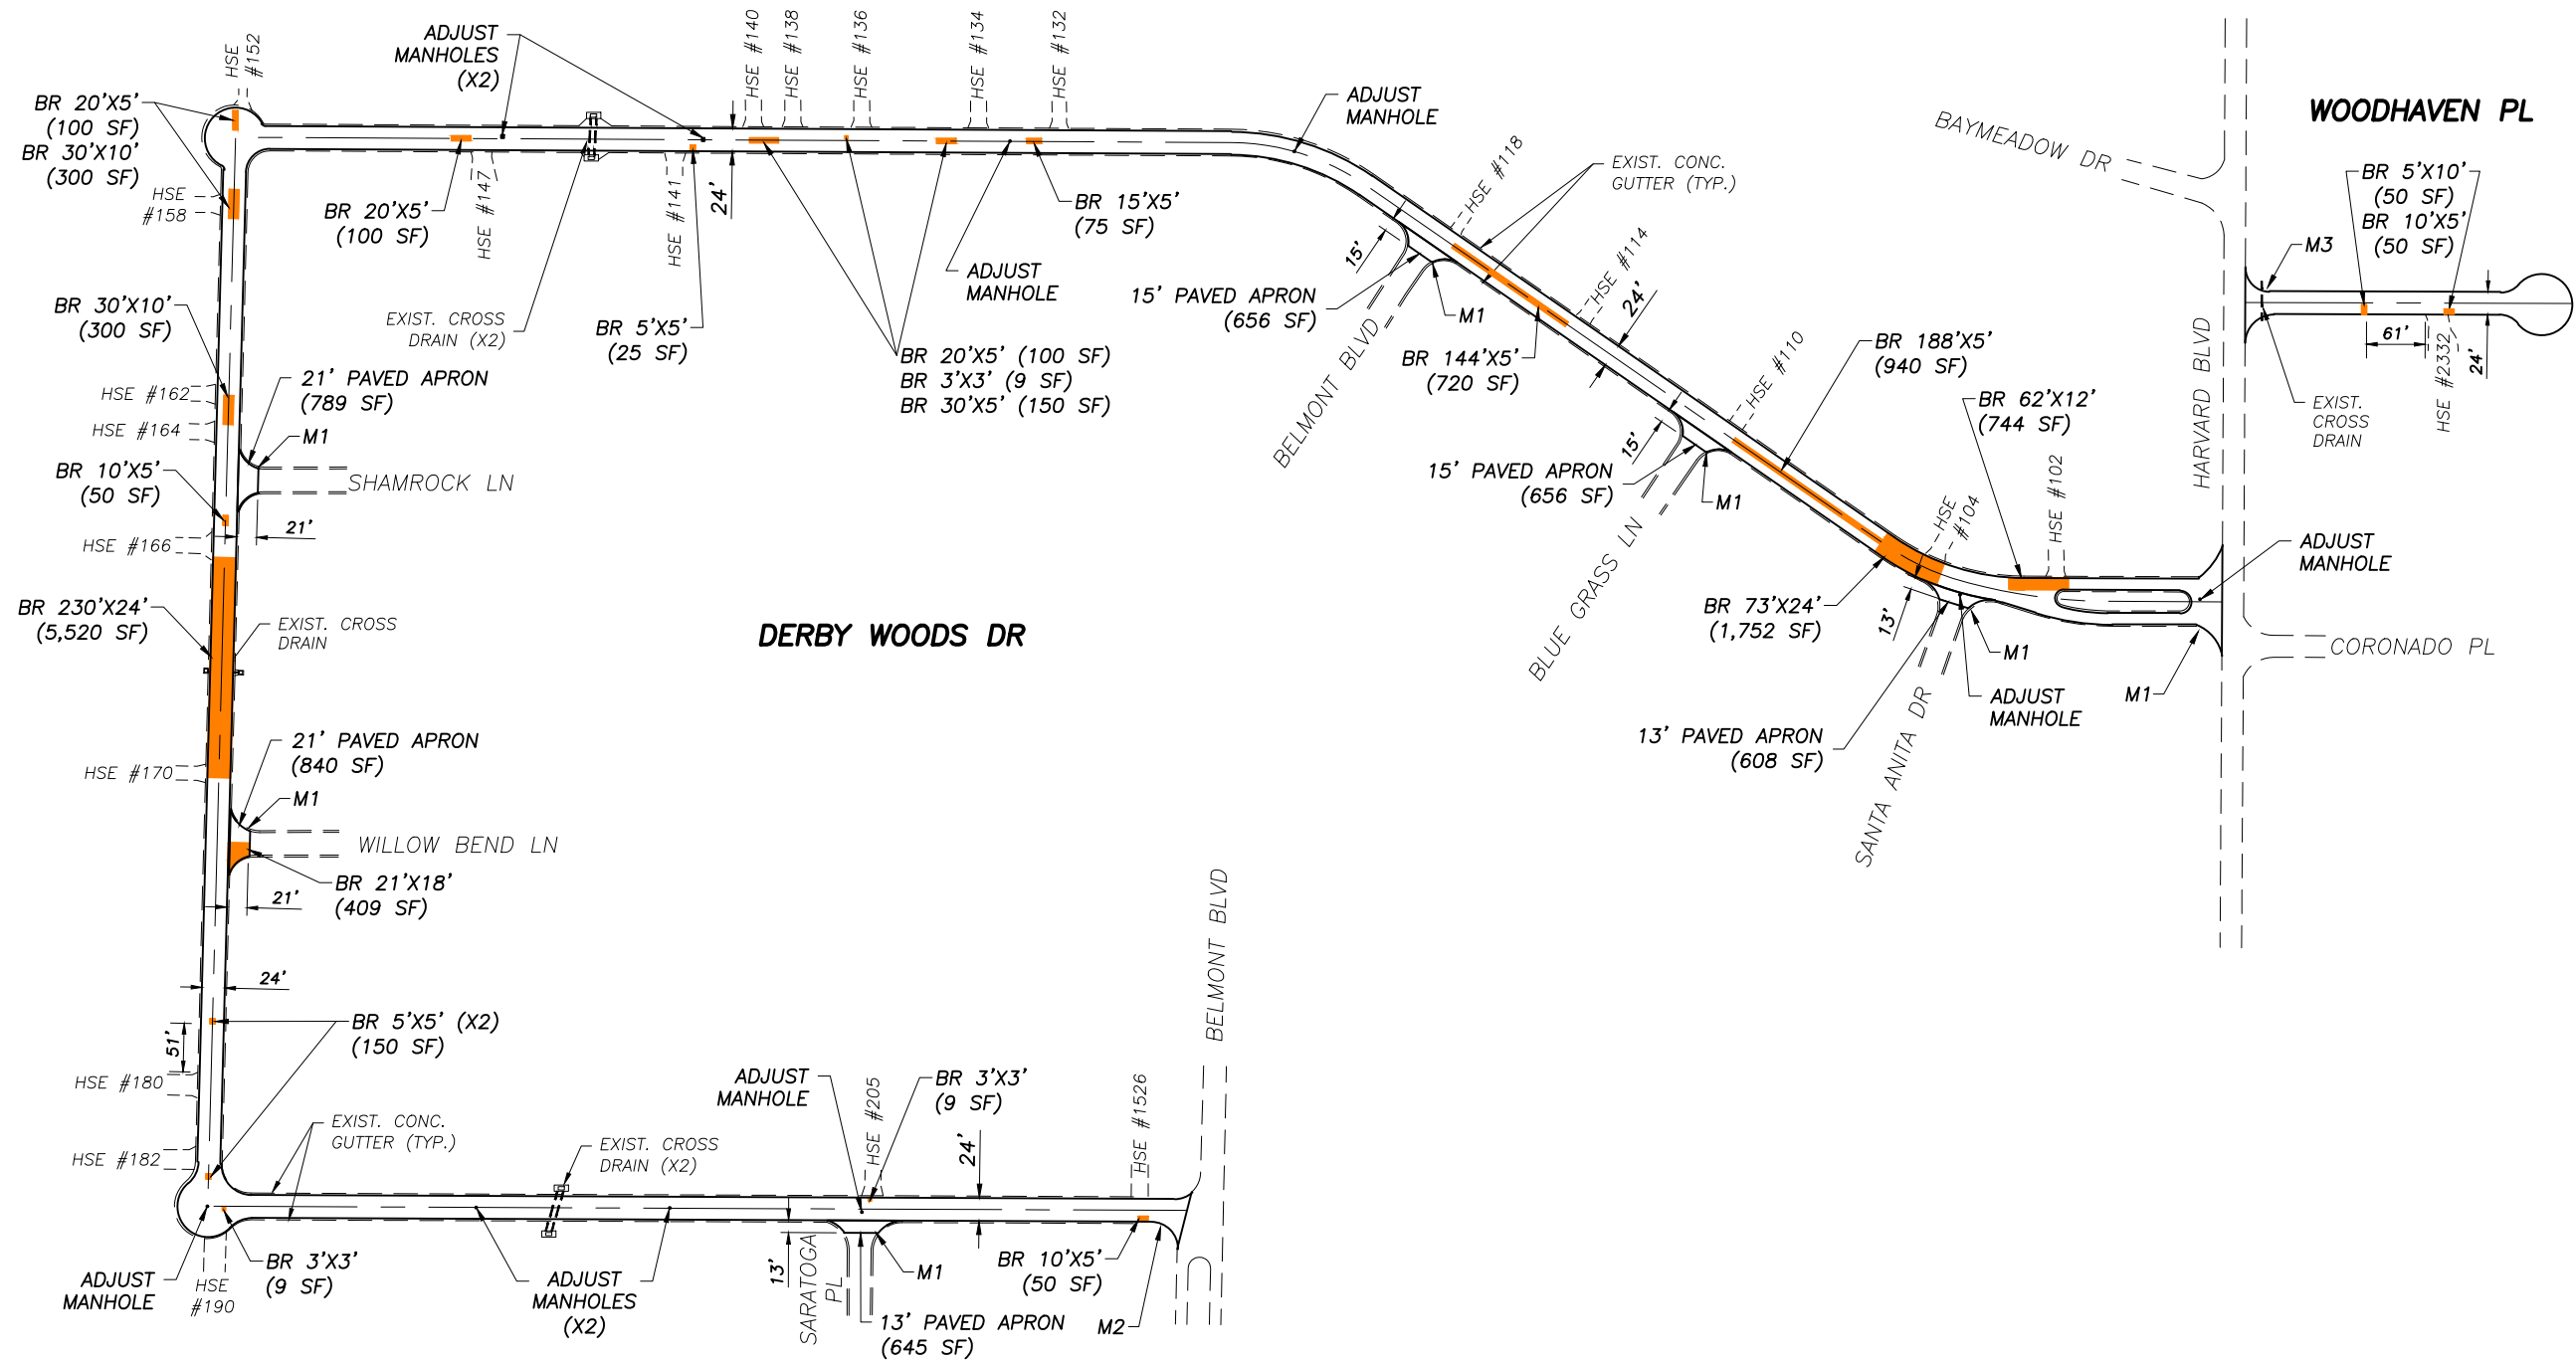 ADJUST
MANHOLES
(X2)
HSE
#152
HSE #140
HSE #138
HSE #136
HSE #134
HSE #132
BR 20'X5'
(100 SF)
BR 30'X10'
(300 SF)
HSE
#158
BR 20'X5'
(100 SF)
HSE #147
HSE #141
24'
EXIST. CROSS
DRAIN (X2)
BR 5'X5'
(25 SF)
BR 20'X5' (100 SF)
BR 3'X3' (9 SF)
BR 30'X5' (150 SF)
ADJUST
MANHOLE
BR 15'X5'
(75 SF)
ADJUST
MANHOLE
HSE #118
EXIST. CONC.
GUTTER (TYP.)
HSE #114
24'
15'
15' PAVED APRON
(656 SF)
M1
BELMONT BLVD
BR 144'X5'
(720 SF)
HSE #110
BR 188'X5'
(940 SF)
15'
15' PAVED APRON
(656 SF)
M1
BLUE GRASS LN
BR 62'X12'
(744 SF)
HSE
#104
HSE #102
BR 73'X24'
(1,752 SF)
13'
M1
ADJUST
MANHOLE
13' PAVED APRON
(608 SF)
SANTA ANITA DR
M1
ADJUST
MANHOLE
HARVARD BLVD
CORONADO PL
BAYMEADOW DR
WOODHAVEN PL
BR 5'X10'
(50 SF)
BR 10'X5'
(50 SF)
M3
61'
HSE #2332
24'
EXIST.
CROSS
DRAIN
DERBY WOODS DR
BR 30'X10'
(300 SF)
21' PAVED APRON
(789 SF)
HSE #162
HSE #164
M1
BR 10'X5'
(50 SF)
SHAMROCK LN
21'
HSE #166
BR 230'X24'
(5,520 SF)
EXIST. CROSS
DRAIN
21' PAVED APRON
(840 SF)
HSE #170
M1
WILLOW BEND LN
BR 21'X18'
(409 SF)
21'
24'
BR 5'X5' (X2)
(150 SF)
51'
HSE #180
EXIST. CONC.
GUTTER (TYP.)
HSE #182
EXIST. CROSS
DRAIN (X2)
ADJUST
MANHOLE
HSE #205
BR 3'X3'
(9 SF)
24'
HSE #1526
BELMONT BLVD
ADJUST
MANHOLE
HSE
#190
BR 3'X3'
(9 SF)
ADJUST
MANHOLES
(X2)
13'
SARATOGA
PL
M1
13' PAVED APRON
(645 SF)
BR 10'X5'
(50 SF)
M2